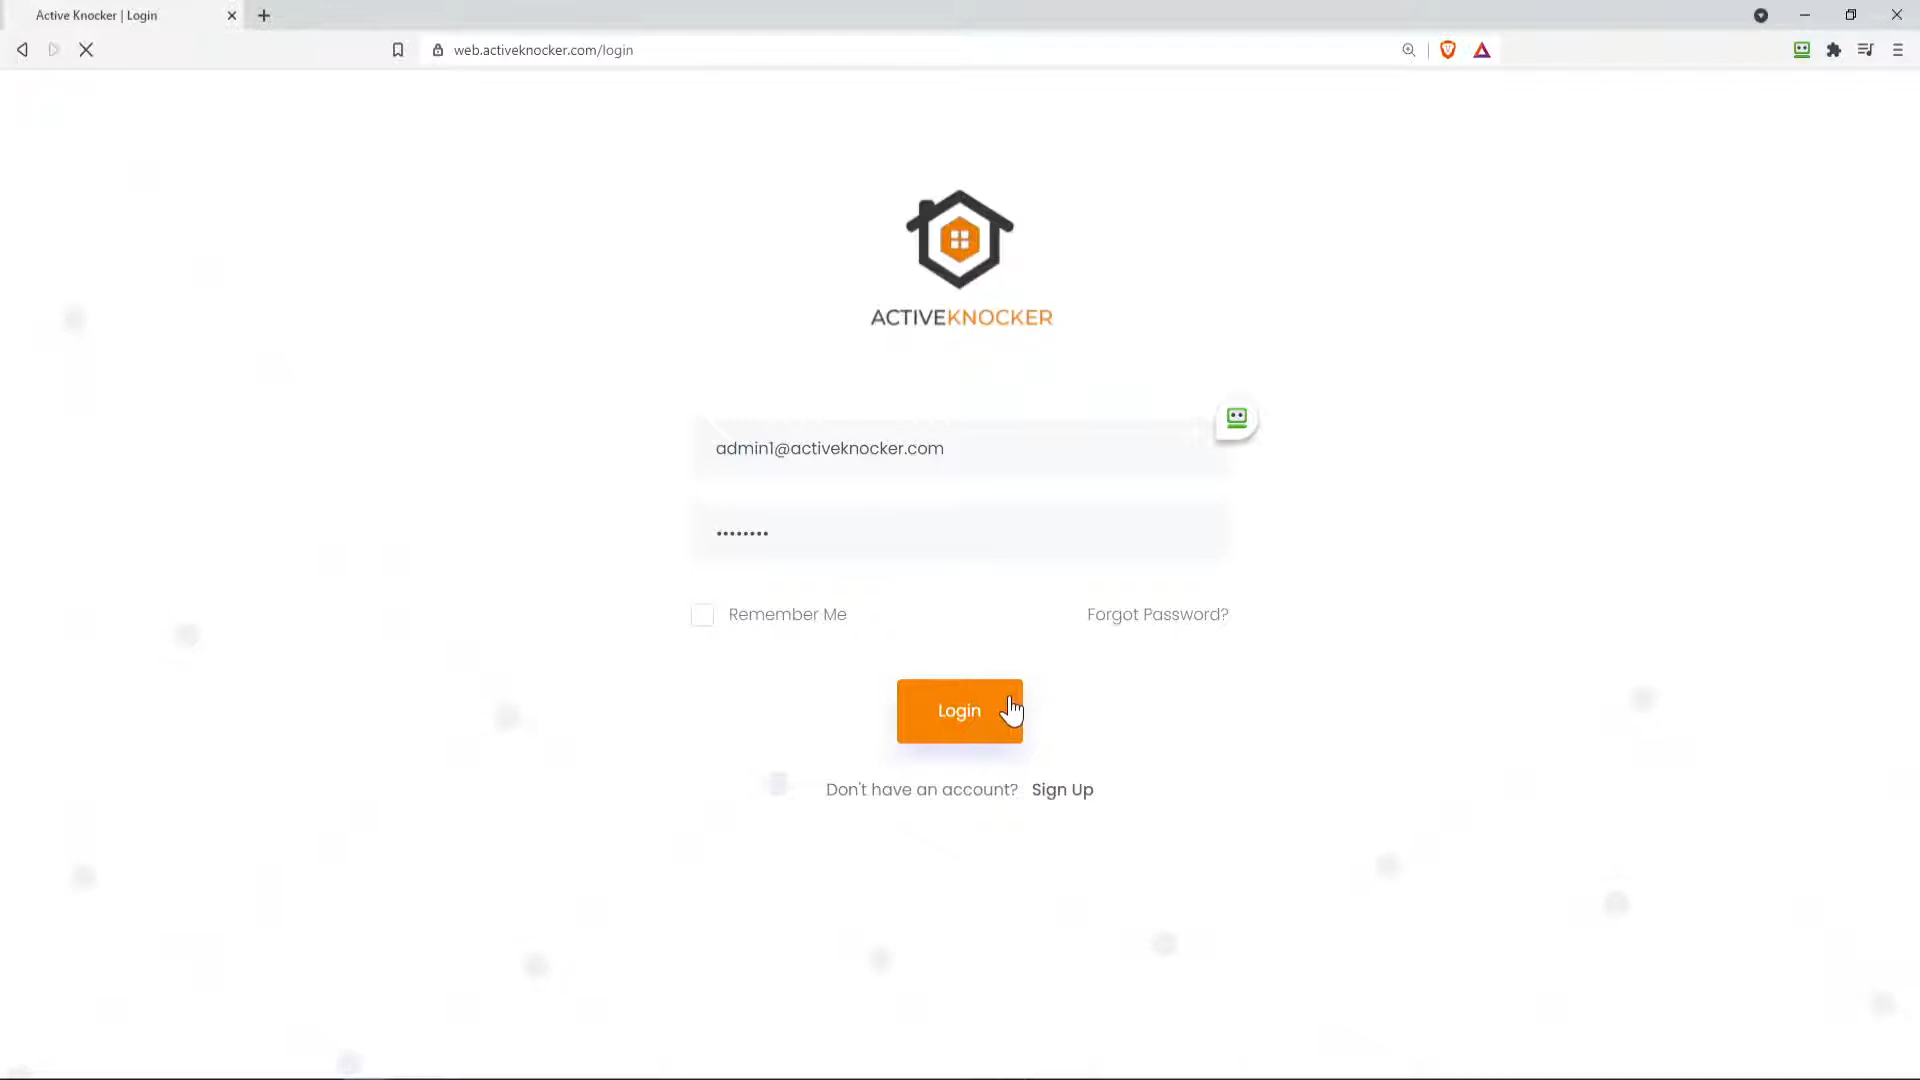 Active Knocker | Login
web.activeknocker.com/login
ACTIVEKNOCKER
admin1@activeknocker.com
••••••••
Remember Me
Forgot Password?
Login
Don't have an account? Sign Up